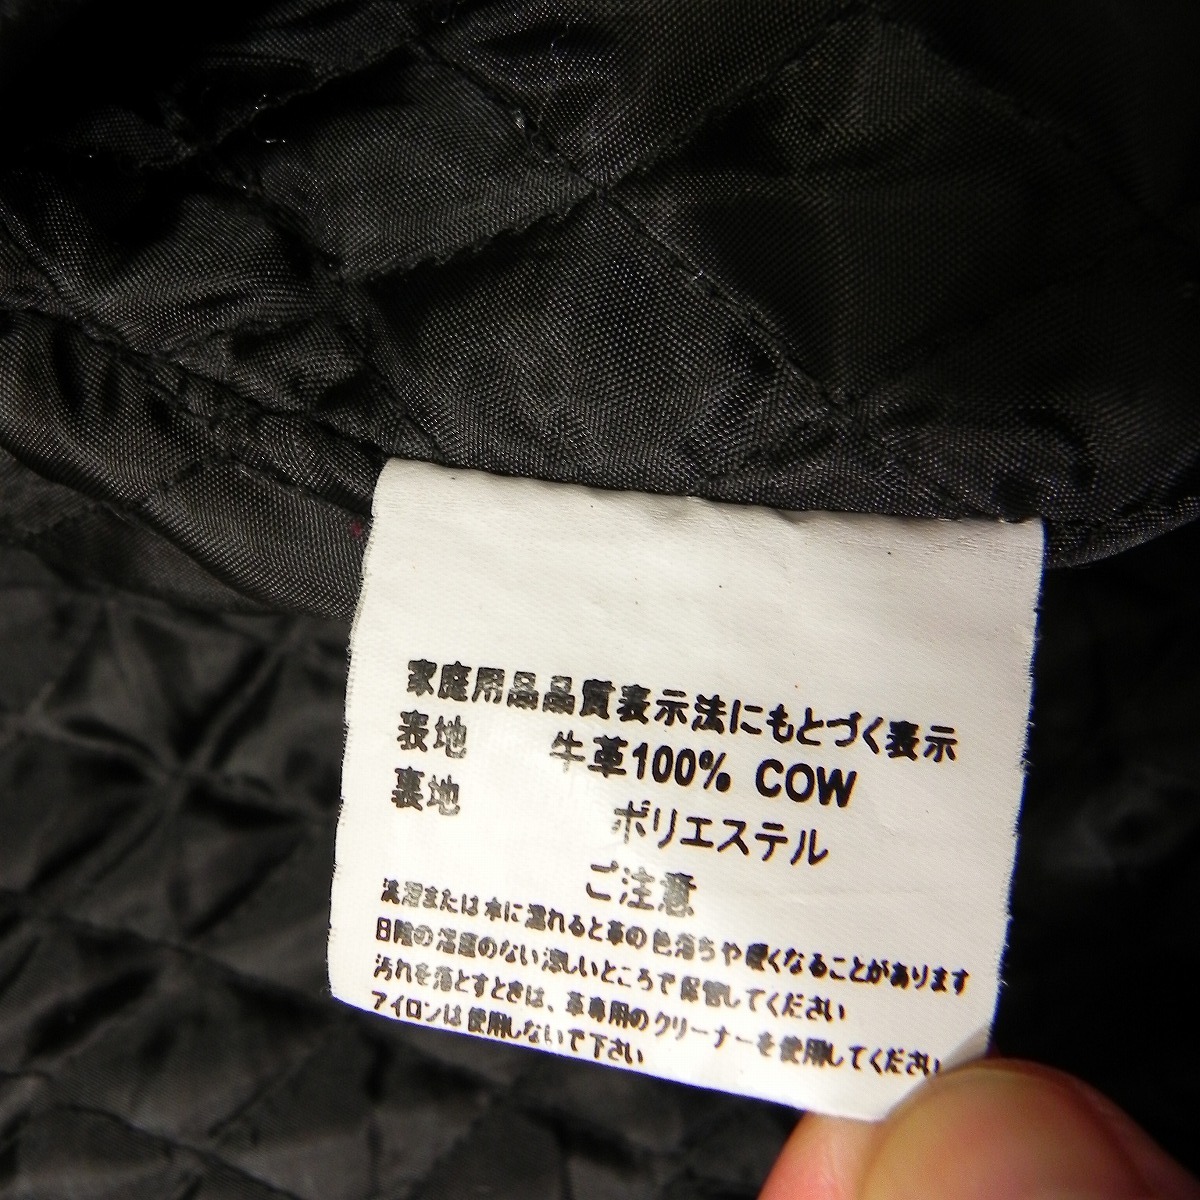 家庭用品品質表示法にもとづく表示
表地 牛革100% COW
裏地 ポリエステル
ご注意
洗濯または水に濡れると革の色落ちや硬くなることがあります
日陰の湿度のない涼しいところで保管してください
汚れを落とすときは、革専用のクリーナーを使用してください
アイロンは使用しないで下さい